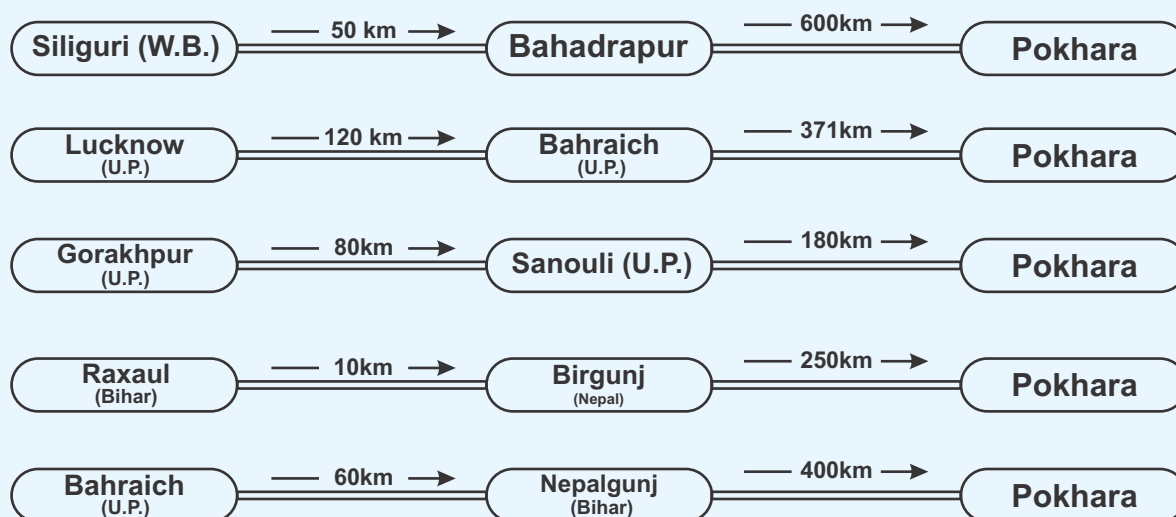 50 km
600km
Siliguri (W.B.)
Bahadrapur
Pokhara
120 km
371km
Lucknow
(U.P.)
Bahraich
(U.P.)
Pokhara
80km
180km
Gorakhpur
(U.P.)
Sanouli (U.P.)
Pokhara
10km
250km
Raxaul
(Bihar)
Birgunj
(Nepal)
Pokhara
60km
400km
Bahraich
(U.P.)
Nepalgunj
(Bihar)
Pokhara